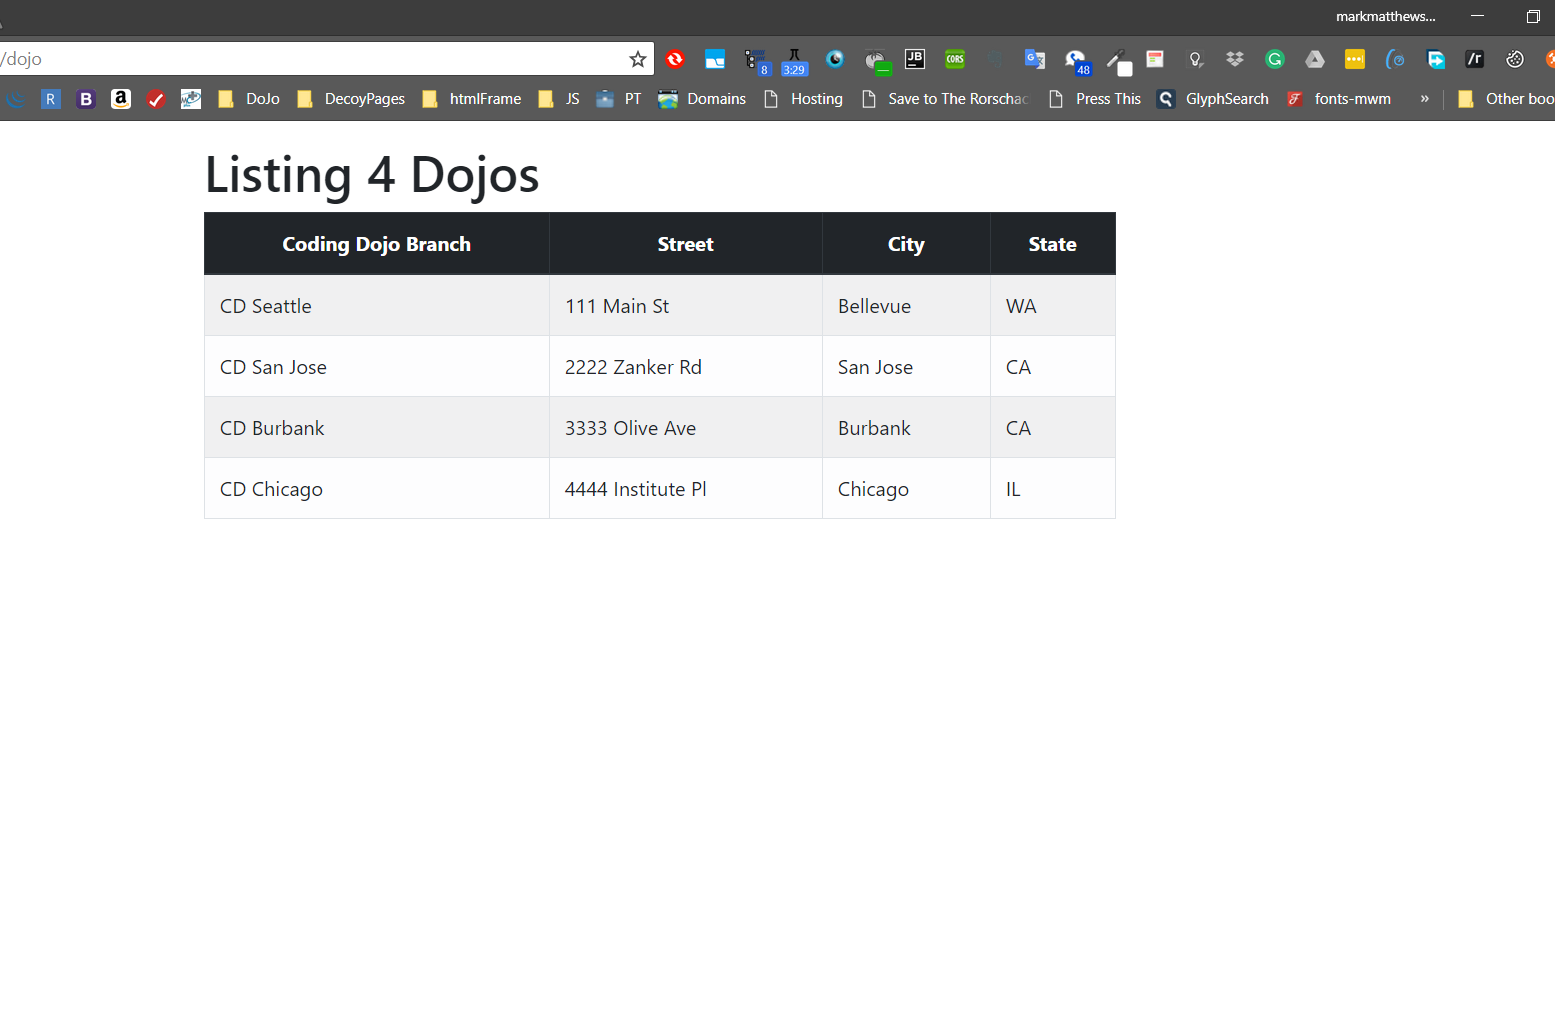 markmatthews...
/dojo
8 3:29 JB CORS G 48 G /r
R B a DoJo DecoyPages htmlFrame JS PT Domains Hosting Save to The Rorschac Press This GlyphSearch fonts-mwm » Other boo
Listing 4 Dojos
Coding Dojo Branch Street City State
CD Seattle 111 Main St Bellevue WA
CD San Jose 2222 Zanker Rd San Jose CA
CD Burbank 3333 Olive Ave Burbank CA
CD Chicago 4444 Institute Pl Chicago IL